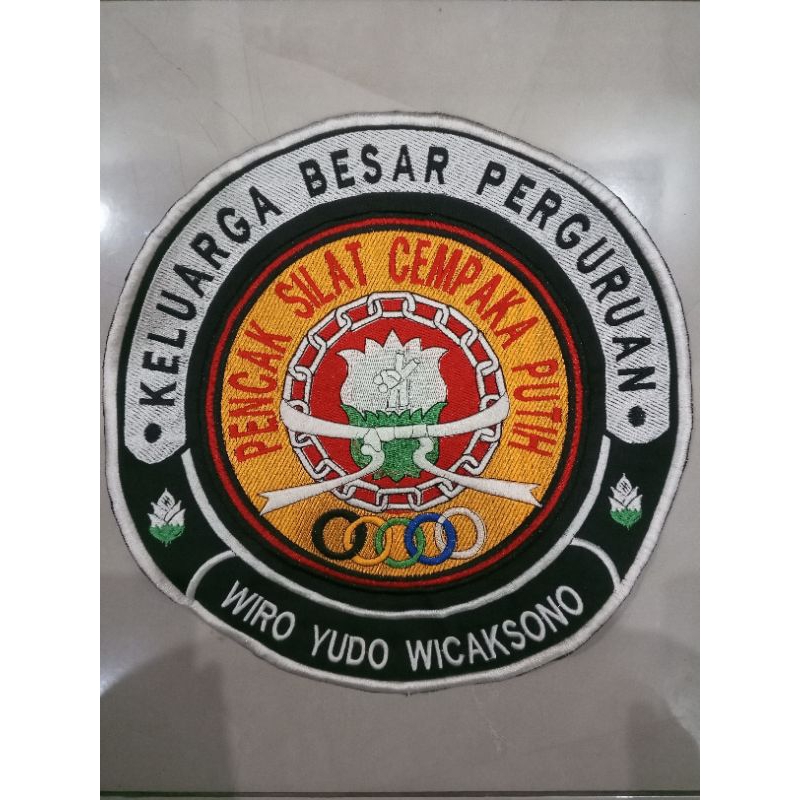 KELUARGA BESAR PERGURUAN
PENCAK SILAT CEMPAKA PUTIH
WIRO YUDO WICAKSONO